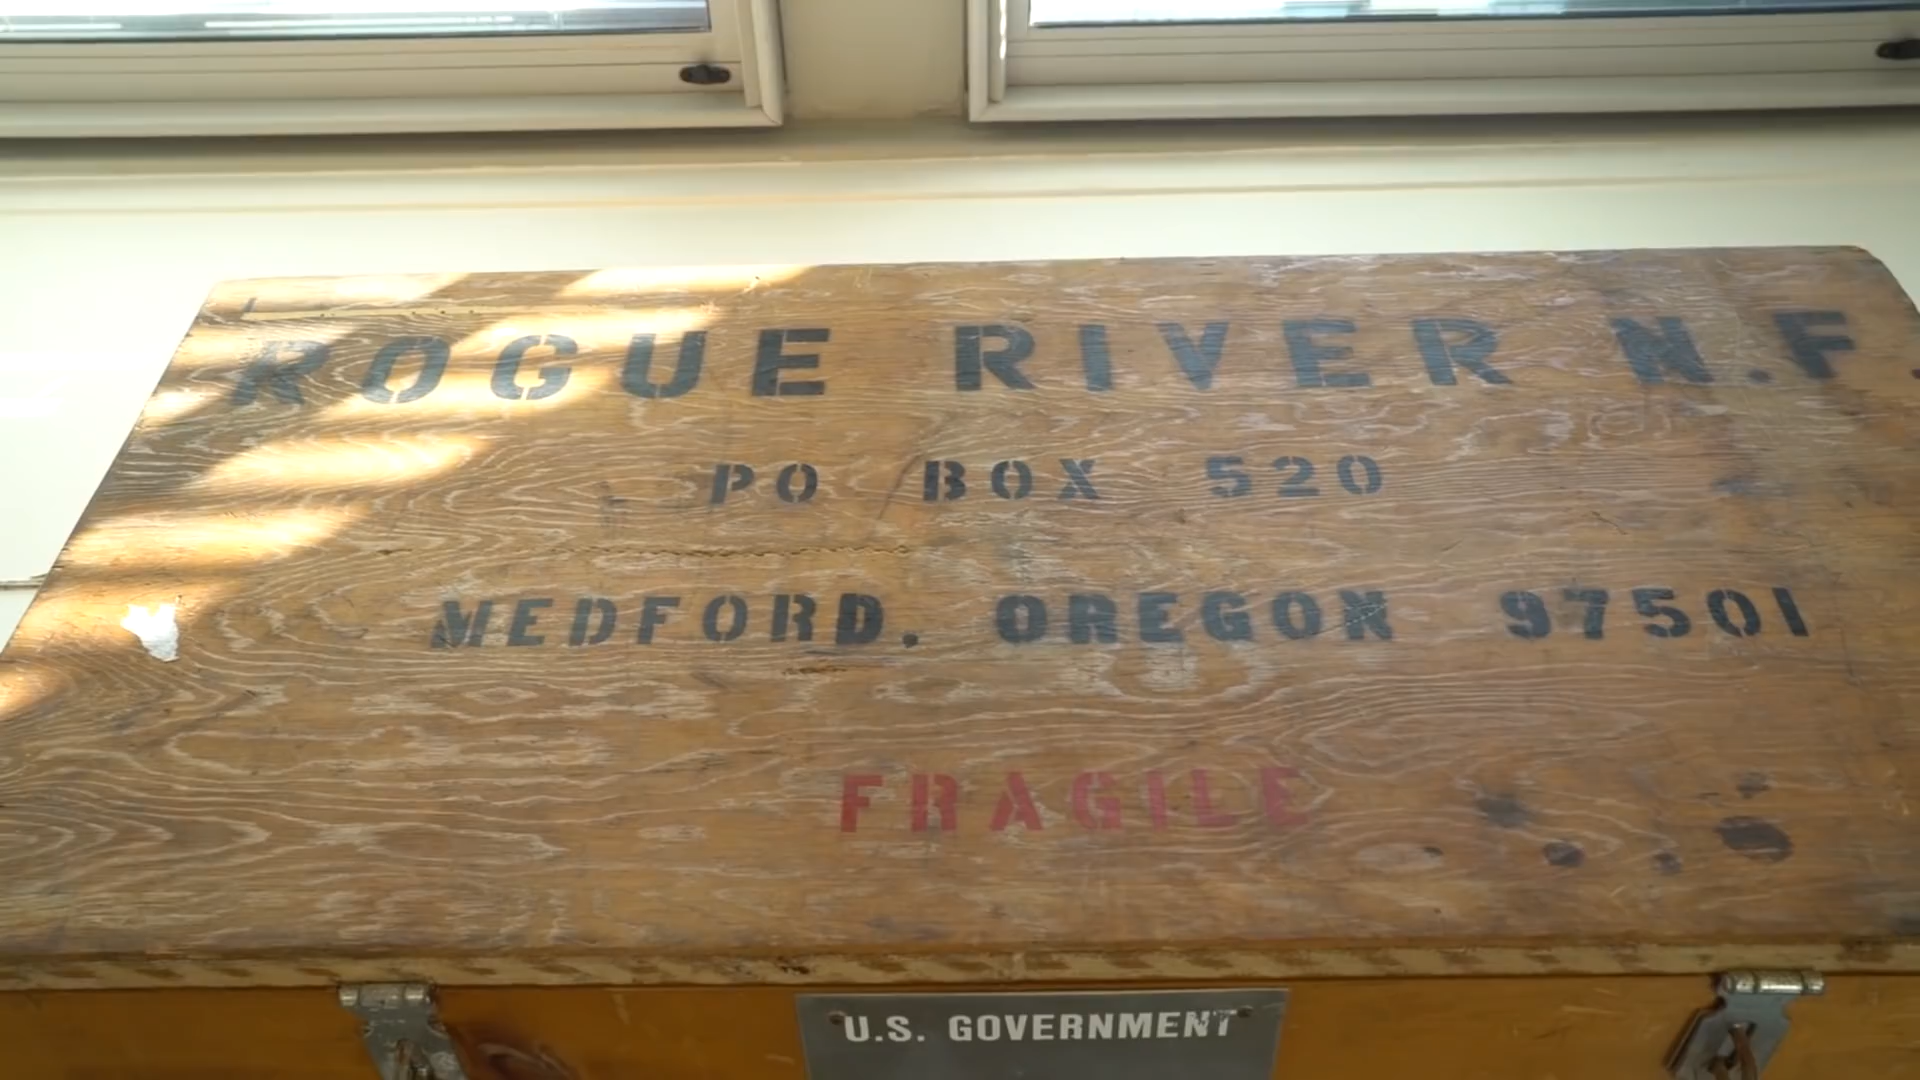 ROGUE RIVER N.F.
PO BOX 520
MEDFORD, OREGON 97501
FRAGILE
U.S. GOVERNMENT